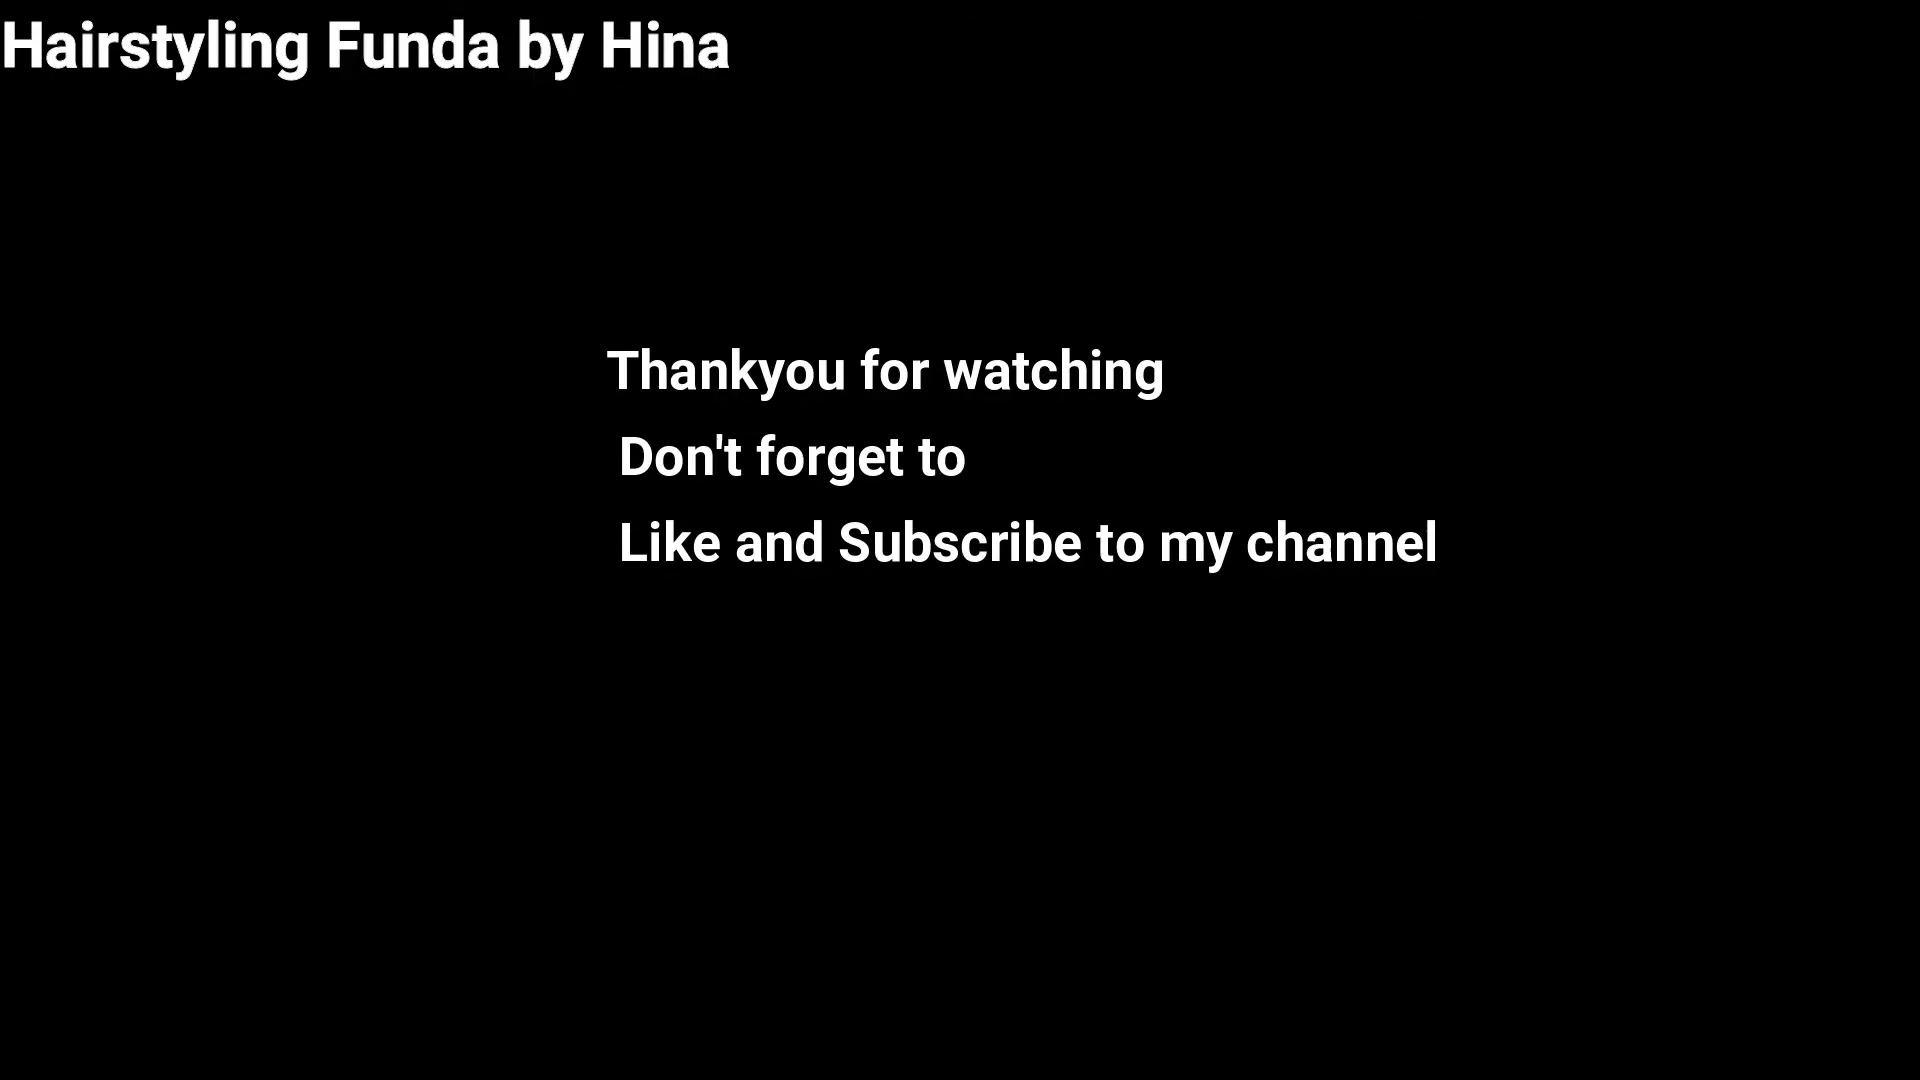 Hairstyling Funda by Hina
Thankyou for watching
Don't forget to
Like and Subscribe to my channel